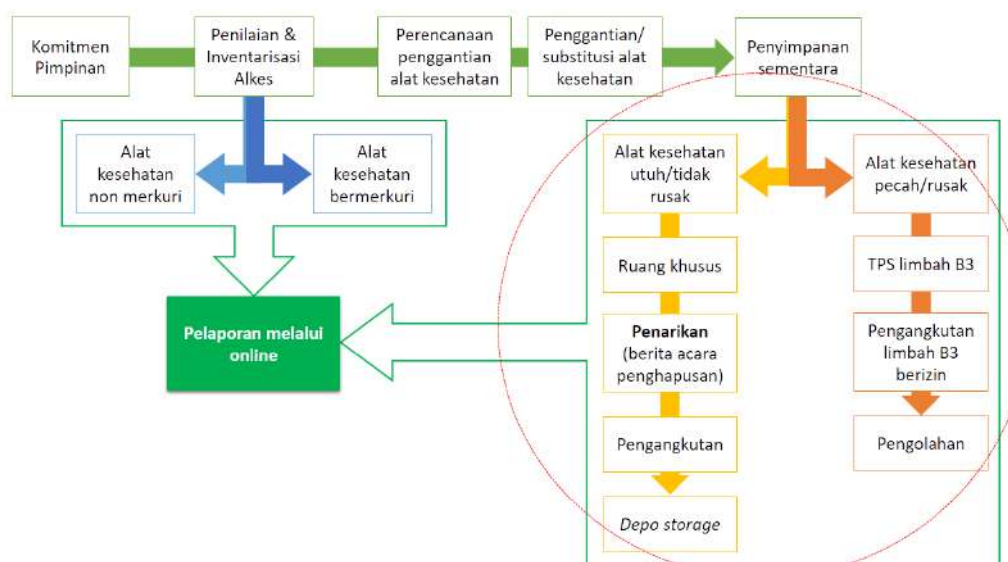 Komitmen
Pimpinan
Penilaian &
Inventarisasi
Alkes
Perencanaan
penggantian
alat kesehatan
Penggantian/
substitusi alat
kesehatan
Penyimpanan
sementara
Alat
kesehatan
non merkuri
Alat
kesehatan
bermerkuri
Alat kesehatan
utuh/tidak
rusak
Alat kesehatan
pecah/rusak
Ruang khusus
TPS limbah B3
Pelaporan melalui
online
Penarikan
(berita acara
penghapusan)
Pengangkutan
limbah B3
berizin
Pengangkutan
Pengolahan
Depo storage